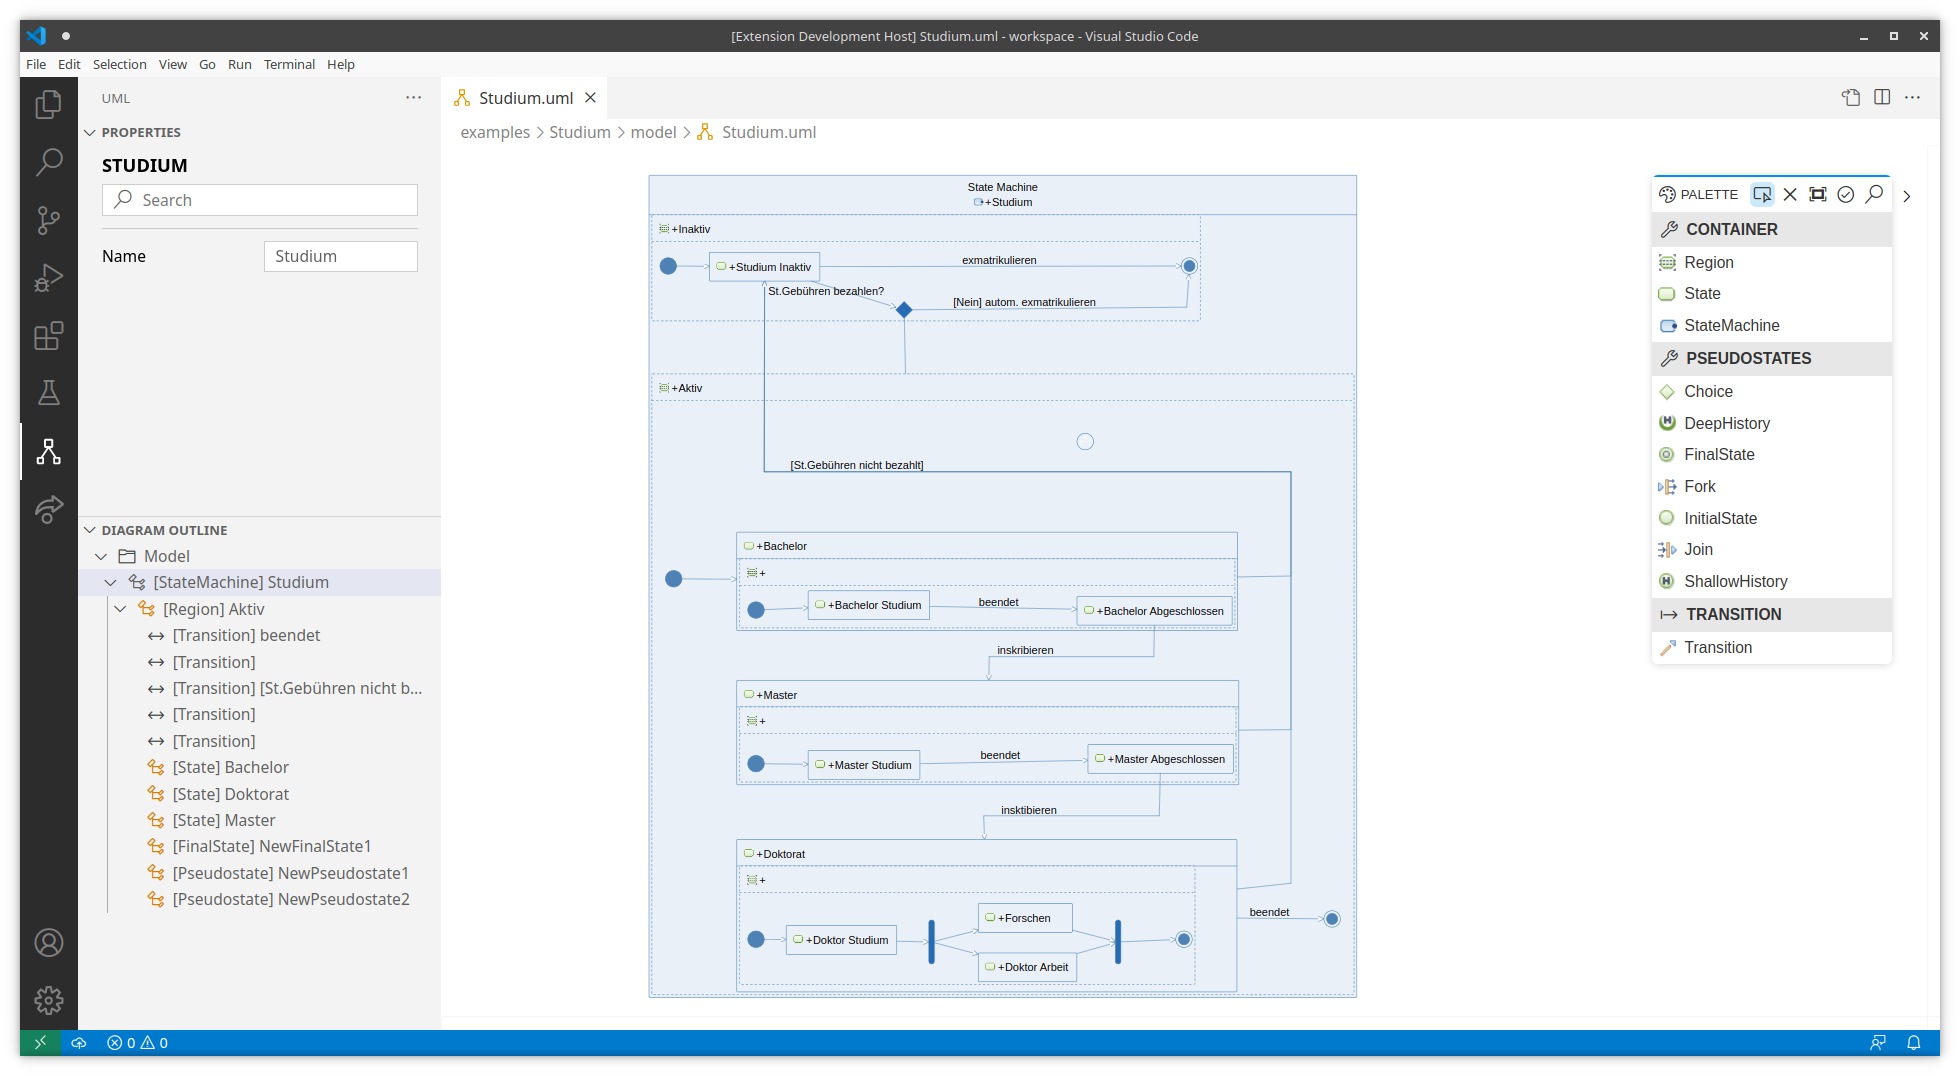 [Extension Development Host] Studium.uml - workspace - Visual Studio Code
File Edit Selection View Go Run Terminal Help
UML
PROPERTIES
STUDIUM
Search
Name Studium
DIAGRAM OUTLINE
Model
[StateMachine] Studium
[Region] Aktiv
[Transition] beendet
[Transition]
[Transition] [St.Gebühren nicht b...
[Transition]
[Transition]
[State] Bachelor
[State] Doktorat
[State] Master
[FinalState] NewFinalState1
[Pseudostate] NewPseudostate1
[Pseudostate] NewPseudostate2
Studium.uml
examples > Studium > model > Studium.uml
State Machine
+Studium
+Inaktiv
+Studium Inaktiv
exmatrikulieren
St.Gebühren bezahlen?
[Nein] autom. exmatrikulieren
+Aktiv
[St.Gebühren nicht bezahlt]
+Bachelor
+
+Bachelor Studium
beendet
+Bachelor Abgeschlossen
inskribieren
+Master
+
+Master Studium
beendet
+Master Abgeschlossen
insktibieren
+Doktorat
+
+Doktor Studium
+Forschen
+Doktor Arbeit
beendet
PALETTE
CONTAINER
Region
State
StateMachine
PSEUDOSTATES
Choice
DeepHistory
FinalState
Fork
InitialState
Join
ShallowHistory
TRANSITION
Transition
0 0